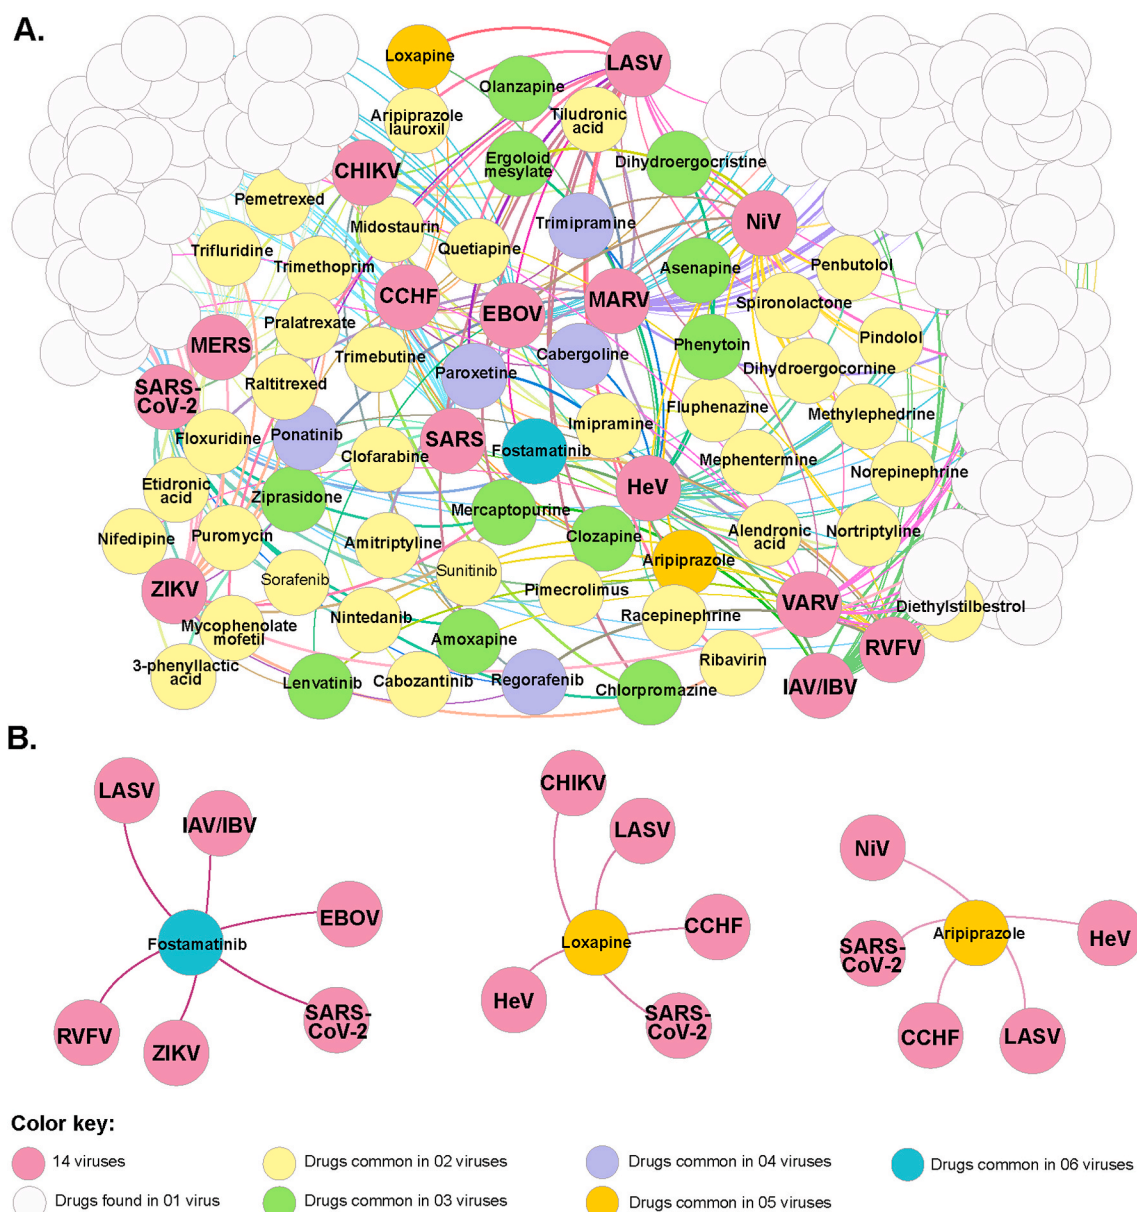 A.
Loxapine
LASV
Olanzapine
Aripiprazole
lauroxil
Tiludronic
acid
CHIKV
Ergoloid
mesylate
Dihydroergocristine
Pemetrexed
Midostaurin
Trimipramine
NiV
Trifluridine
Trimethoprim
Quetiapine
Asenapine
Penbutolol
CCHF
EBOV
MARV
Spironolactone
Pralatrexate
MERS
Trimebutine
Cabergoline
Phenytoin
Pindolol
SARS-
CoV-2
Raltitrexed
Paroxetine
Dihydroergocornine
Floxuridine
Ponatinib
SARS
Imipramine
Fluphenazine
Methylephedrine
Clofarabine
Fostamatinib
Mephentermine
Norepinephrine
Etidronic
acid
Ziprasidone
Mercaptopurine
HeV
Nifedipine
Puromycin
Amitriptyline
Clozapine
Alendronic
acid
Nortriptyline
ZIKV
Sorafenib
Sunitinib
Aripiprazole
Pimecrolimus
VARV
Diethylstilbestrol
Mycophenolate
mofetil
Nintedanib
Amoxapine
Racepinephrine
RVFV
3-phenyllactic
acid
Lenvatinib
Cabozantinib
Regorafenib
Chlorpromazine
Ribavirin
IAV/IBV
B.
LASV
IAV/IBV
EBOV
Fostamatinib
RVFV
ZIKV
SARS-
CoV-2
CHIKV
LASV
CCHF
Loxapine
HeV
SARS-
CoV-2
NiV
SARS-
CoV-2
Aripiprazole
HeV
CCHF
LASV
Color key:
14 viruses
Drugs common in 02 viruses
Drugs common in 04 viruses
Drugs common in 06 viruses
Drugs found in 01 virus
Drugs common in 03 viruses
Drugs common in 05 viruses